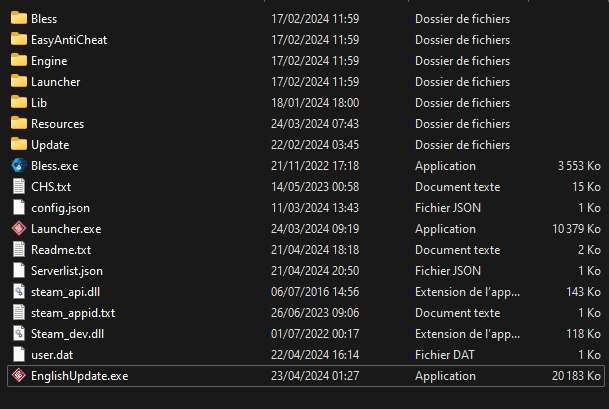 Bless 17/02/2024 11:59 Dossier de fichiers
EasyAntiCheat 17/02/2024 11:59 Dossier de fichiers
Engine 17/02/2024 11:59 Dossier de fichiers
Launcher 17/02/2024 11:59 Dossier de fichiers
Lib 18/01/2024 18:00 Dossier de fichiers
Resources 24/03/2024 07:43 Dossier de fichiers
Update 22/02/2024 03:45 Dossier de fichiers
Bless.exe 21/11/2022 17:18 Application 3 553 Ko
CHS.txt 14/05/2023 00:58 Document texte 15 Ko
config.json 11/03/2024 13:43 Fichier JSON 1 Ko
Launcher.exe 24/03/2024 09:19 Application 10 379 Ko
Readme.txt 21/04/2024 18:18 Document texte 2 Ko
Serverlist.json 21/04/2024 20:50 Fichier JSON 1 Ko
steam_api.dll 06/07/2016 14:56 Extension de l'app... 143 Ko
steam_appid.txt 26/06/2023 09:06 Document texte 1 Ko
Steam_dev.dll 01/07/2022 00:17 Extension de l'app... 118 Ko
user.dat 22/04/2024 16:14 Fichier DAT 1 Ko
EnglishUpdate.exe 23/04/2024 01:27 Application 20 183 Ko